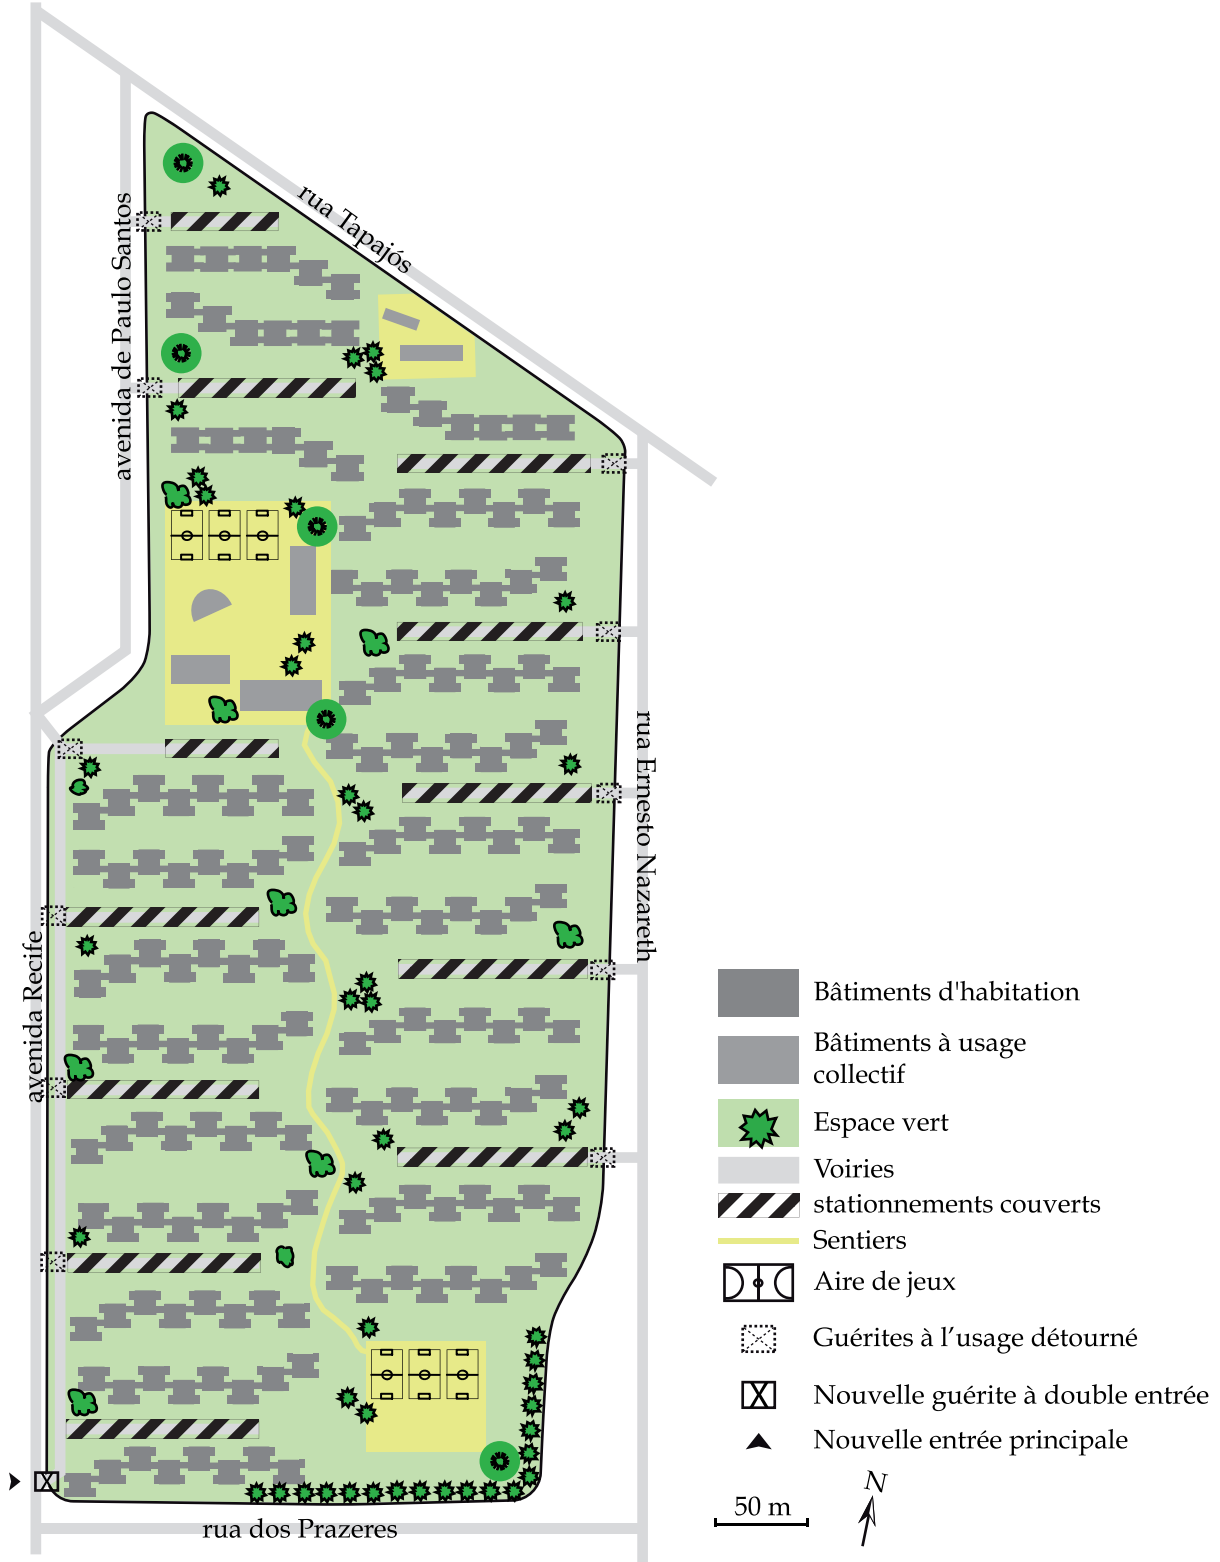 rua Tapajós
avenida de Paulo Santos
rua Ernesto Nazareth
avenida Recife
rua dos Prazeres
Bâtiments d'habitation
Bâtiments à usage
collectif
Espace vert
Voiries
stationnements couverts
Sentiers
Aire de jeux
Guérites à l’usage détourné
Nouvelle guérite à double entrée
Nouvelle entrée principale
N
50 m